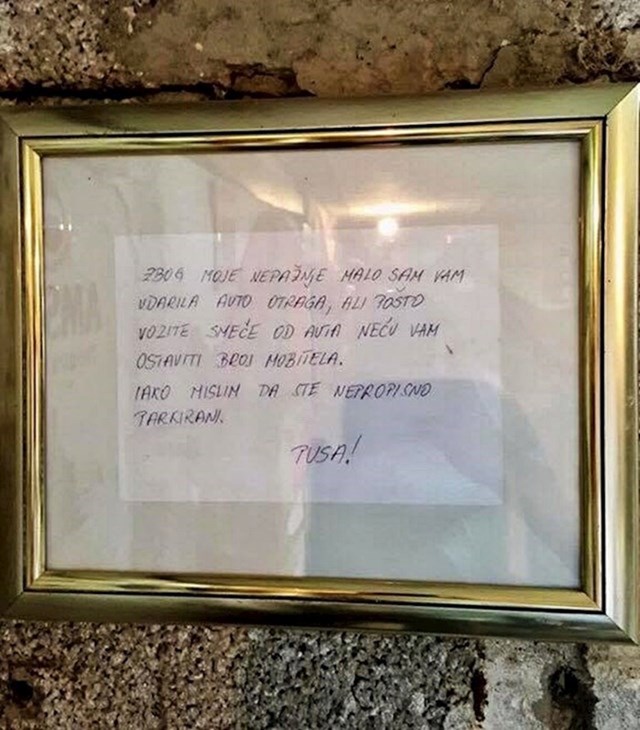 ZBOG MOJE NEPAŽNJE MALO SAM VAM
UDARILA AUTO OTRAGA, ALI POŠTO
VOZITE SMEĆE OD AUTA NEĆU VAM
OSTAVITI BROJ MOBITELA.
IAKO MISLIM DA STE NEPROPISNO
PARKIRANI.
PUSA!